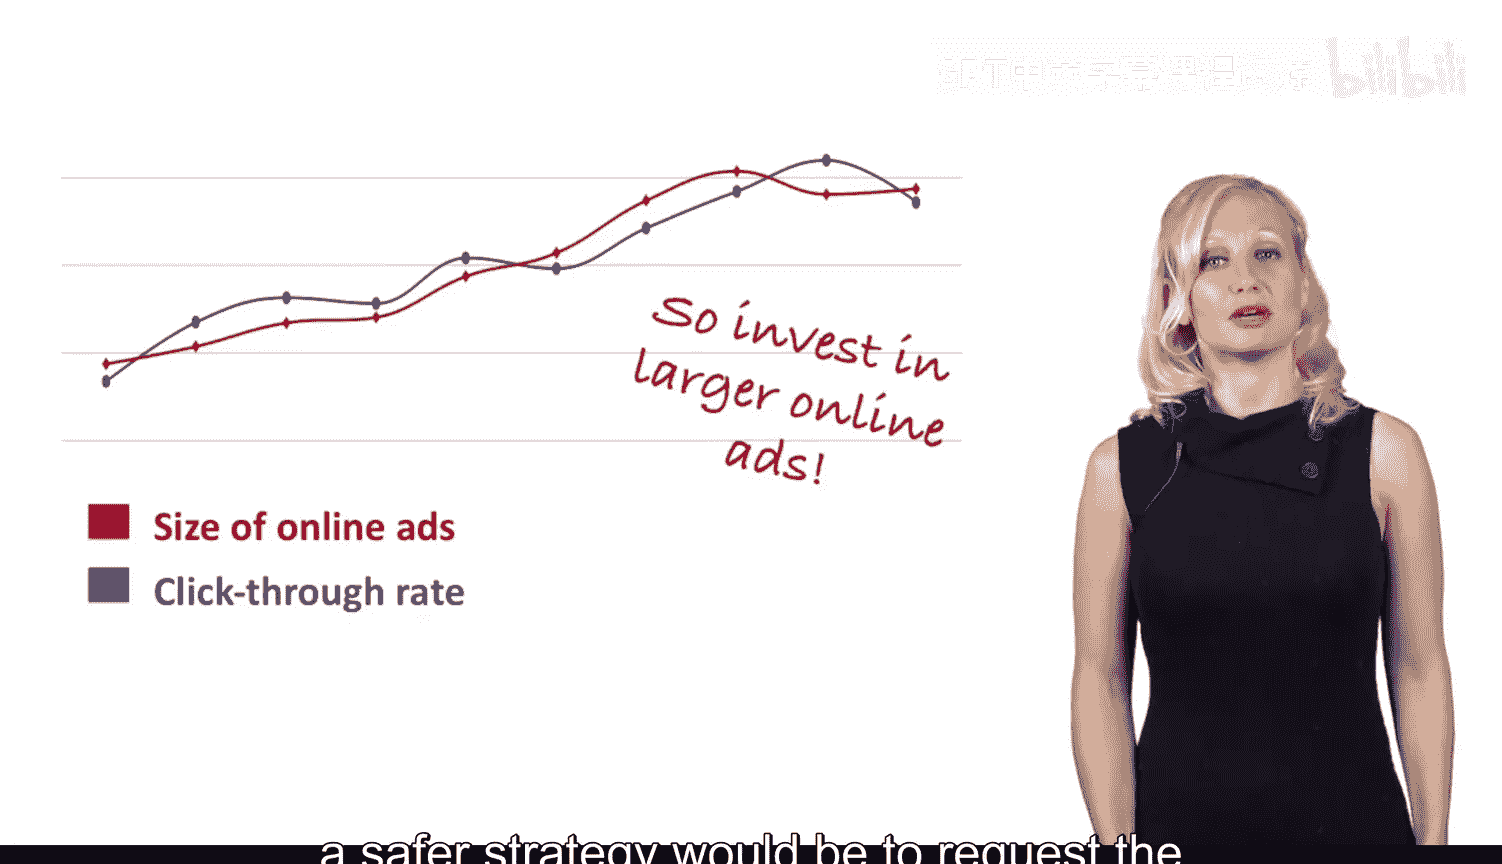 bilibili
So invest in
larger online
ads!
Size of online ads
Click-through rate
a safer strategy would be to request the